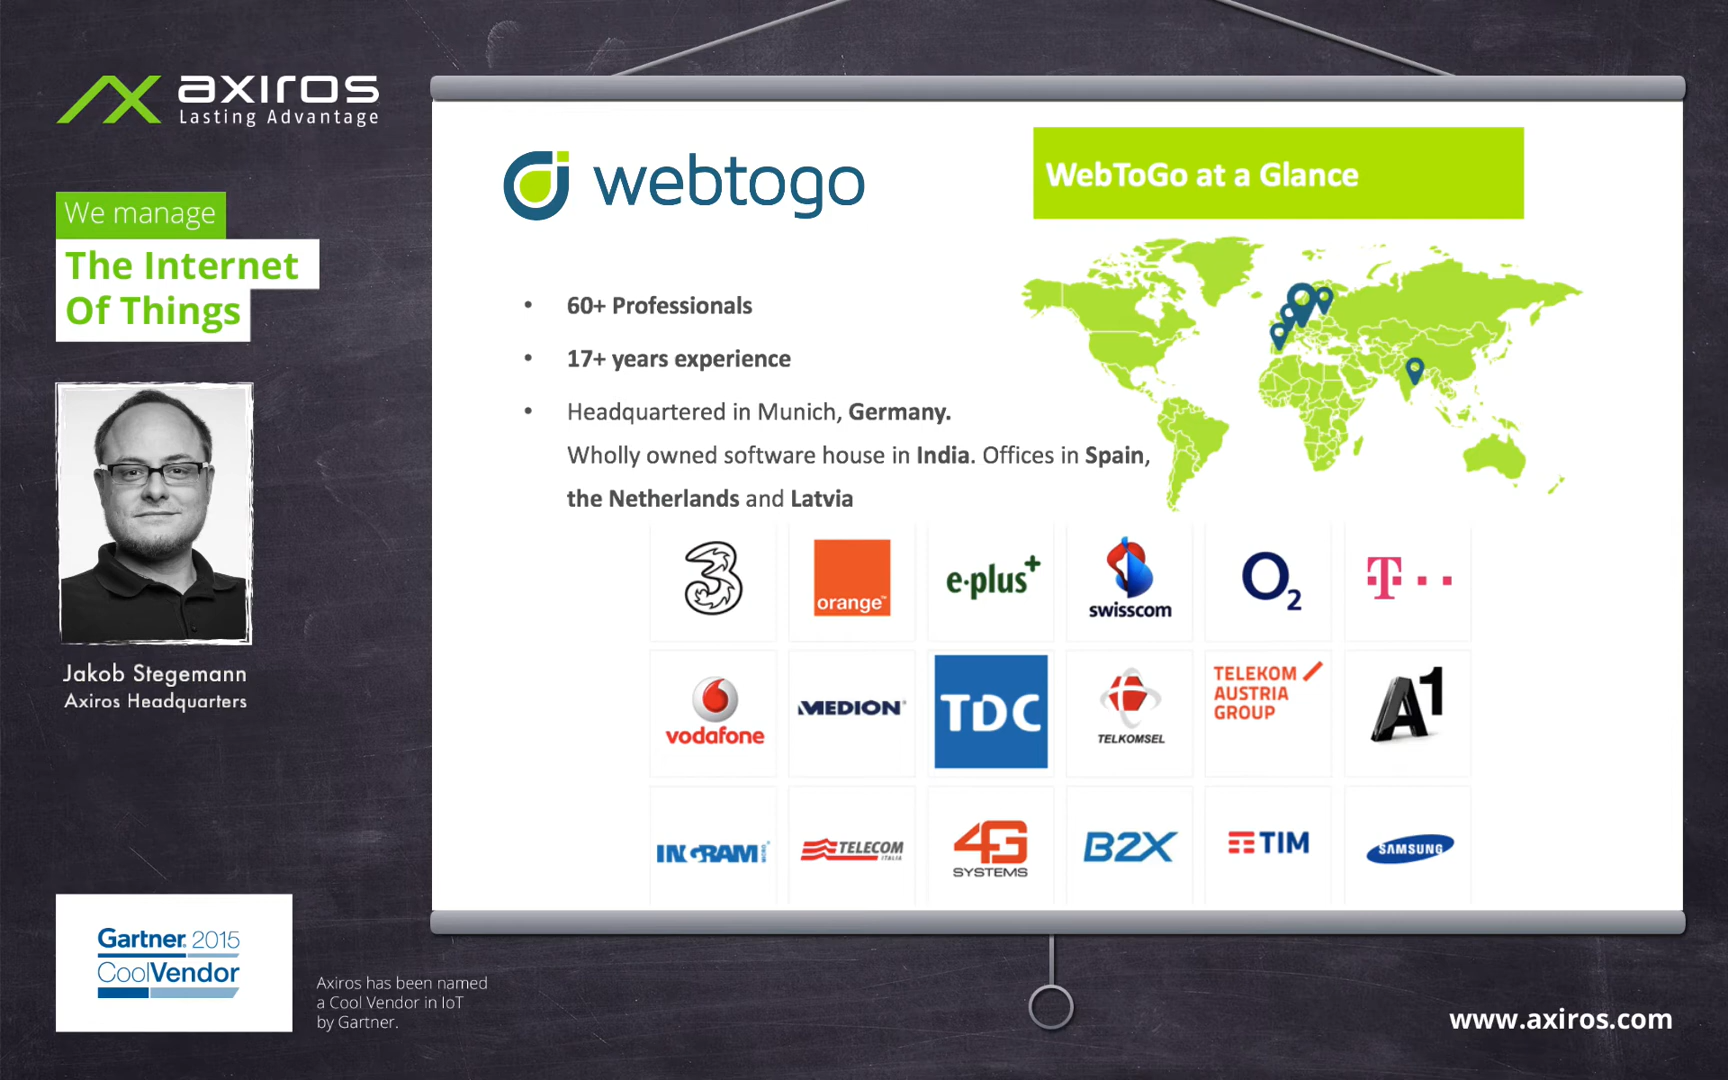 axiros
Lasting Advantage
We manage
The Internet
Of Things
Jakob Stegemann
Axiros Headquarters
Gartner 2015
CoolVendor
Axiros has been named
a Cool Vendor in IoT
by Gartner.
webtogo
WebToGo at a Glance
• 60+ Professionals
• 17+ years experience
• Headquartered in Munich, Germany.
Wholly owned software house in India. Offices in Spain,
the Netherlands and Latvia
3
orange™
e·plus+
swisscom
O2
T··
vodafone
MEDION®
TDC
TELKOMSEL
TELEKOM
AUSTRIA
GROUP
A1
INGRAM MICRO®
TELECOM
ITALIA
4G
SYSTEMS
B2X
TIM
SAMSUNG
www.axiros.com